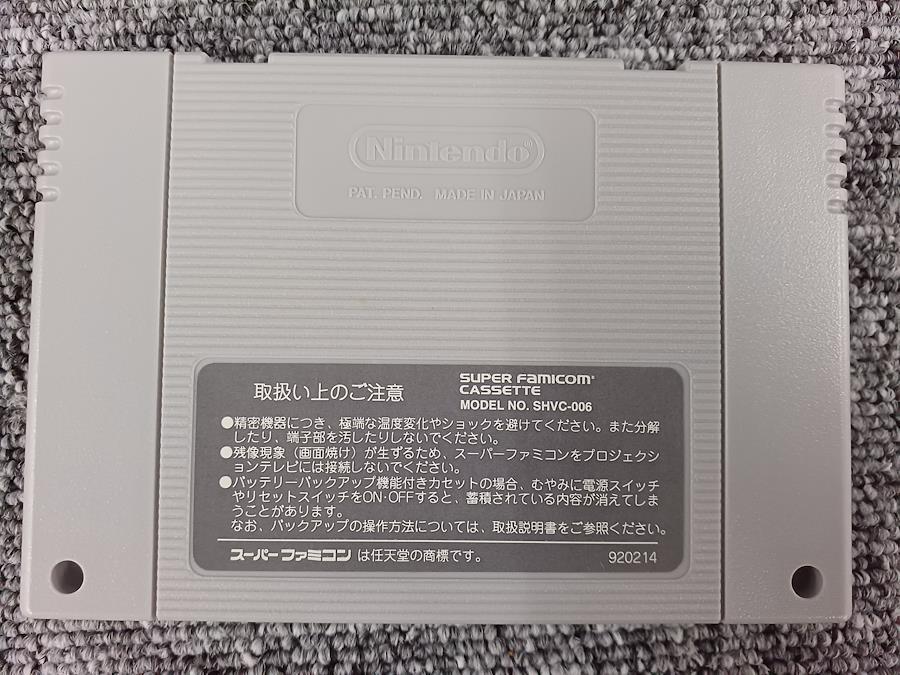 Nintendo®
PAT. PEND. MADE IN JAPAN
取扱い上のご注意
SUPER FAMICOM®
CASSETTE
MODEL NO. SHVC-006
●精密機器につき、極端な温度変化やショックを避けてください。また分解
したり、端子部を汚したりしないでください。
●残像現象（画面焼け）が生ずるため、スーパーファミコンをプロジェクシ
ョンテレビには接続しないでください。
●バッテリーバックアップ機能付きカセットの場合、むやみに電源スイッチ
やリセットスイッチをON·OFFすると、蓄積されている内容が消えてしま
うことがあります。
なお、バックアップの操作方法については、取扱説明書をご参照ください。
スーパーファミコン は任天堂の商標です。
920214